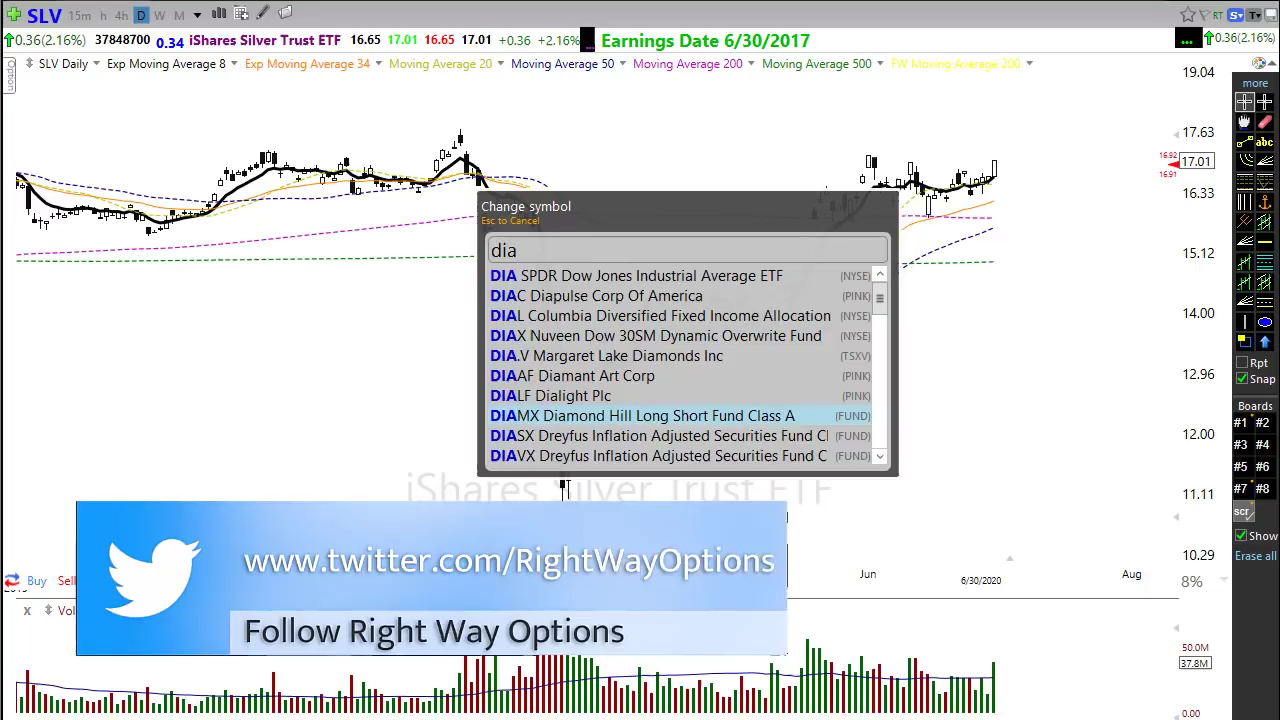 SLV 15m h 4h D W M RT S T
0.36(2.16%) 37848700 0.34 iShares Silver Trust ETF 16.65 17.01 16.65 17.01 +0.36 +2.16% ... Earnings Date 6/30/2017 ... 0.36(2.16%)
Option SLV Daily Exp Moving Average 8 Exp Moving Average 34 Moving Average 20 Moving Average 50 Moving Average 200 Moving Average 500 FW Moving Average 200
19.04
more
17.63
abc
16.92
17.01
16.91
16.33
15.12
14.00
12.96
12.00
11.11
10.29
Change symbol
Esc to Cancel
dia
DIA SPDR Dow Jones Industrial Average ETF (NYSE)
DIAC Diapulse Corp Of America (PINK)
DIAL Columbia Diversified Fixed Income Allocation (NYSE)
DIAX Nuveen Dow 30SM Dynamic Overwrite Fund (NYSE)
DIA.V Margaret Lake Diamonds Inc (TSXV)
DIAAF Diamant Art Corp (PINK)
DIALF Dialight Plc (PINK)
DIAMX Diamond Hill Long Short Fund Class A (FUND)
DIASX Dreyfus Inflation Adjusted Securities Fund Cl (FUND)
DIAVX Dreyfus Inflation Adjusted Securities Fund C (FUND)
Rpt
Snap
Boards
#1 #2
#3 #4
#5 #6
#7 #8
scr
Show
Erase all
iShares Silver Trust ETF
www.twitter.com/RightWayOptions
Follow Right Way Options
Buy Sell
Jun 6/30/2020 Aug 8%
x Vol
50.0M
37.8M
0.00